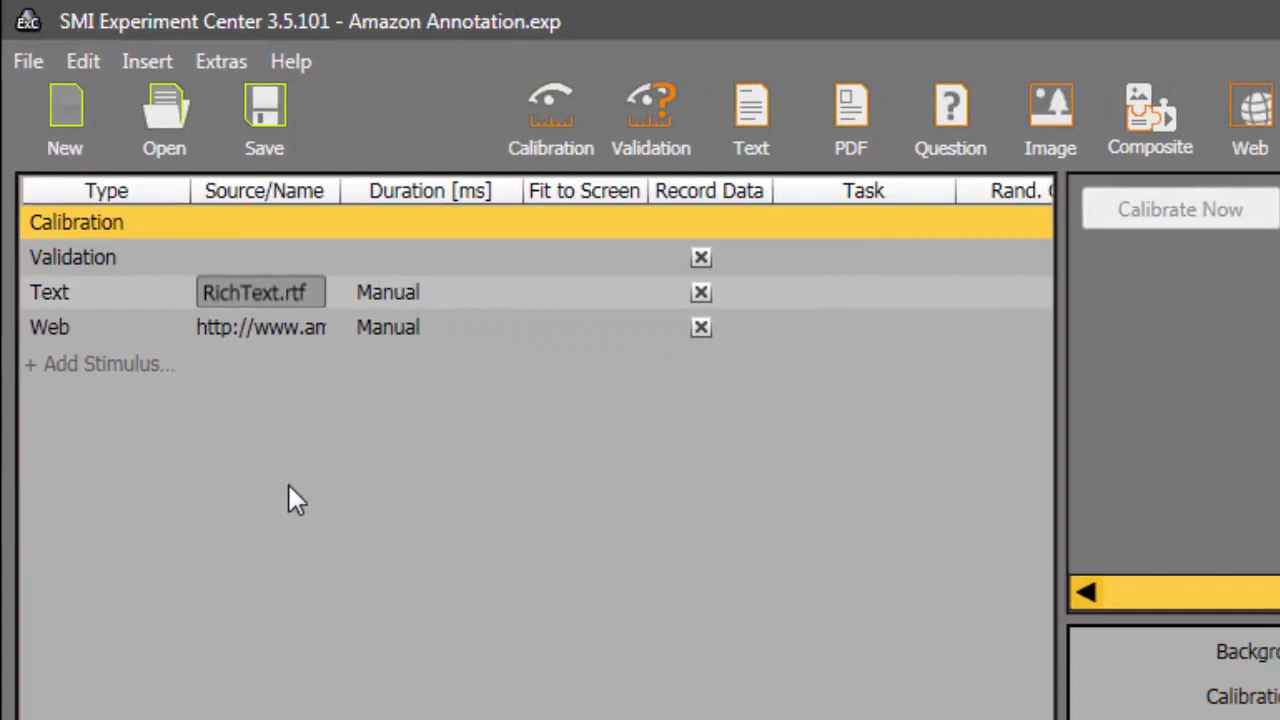 EXC SMI Experiment Center 3.5.101 - Amazon Annotation.exp
File Edit Insert Extras Help
New Open Save Calibration Validation Text PDF Question Image Composite Web
Type Source/Name Duration [ms] Fit to Screen Record Data Task Rand.
Calibration
Calibrate Now
Validation
Text RichText.rtf Manual
Web http://www.am Manual
+ Add Stimulus...
Backgro
Calibrati